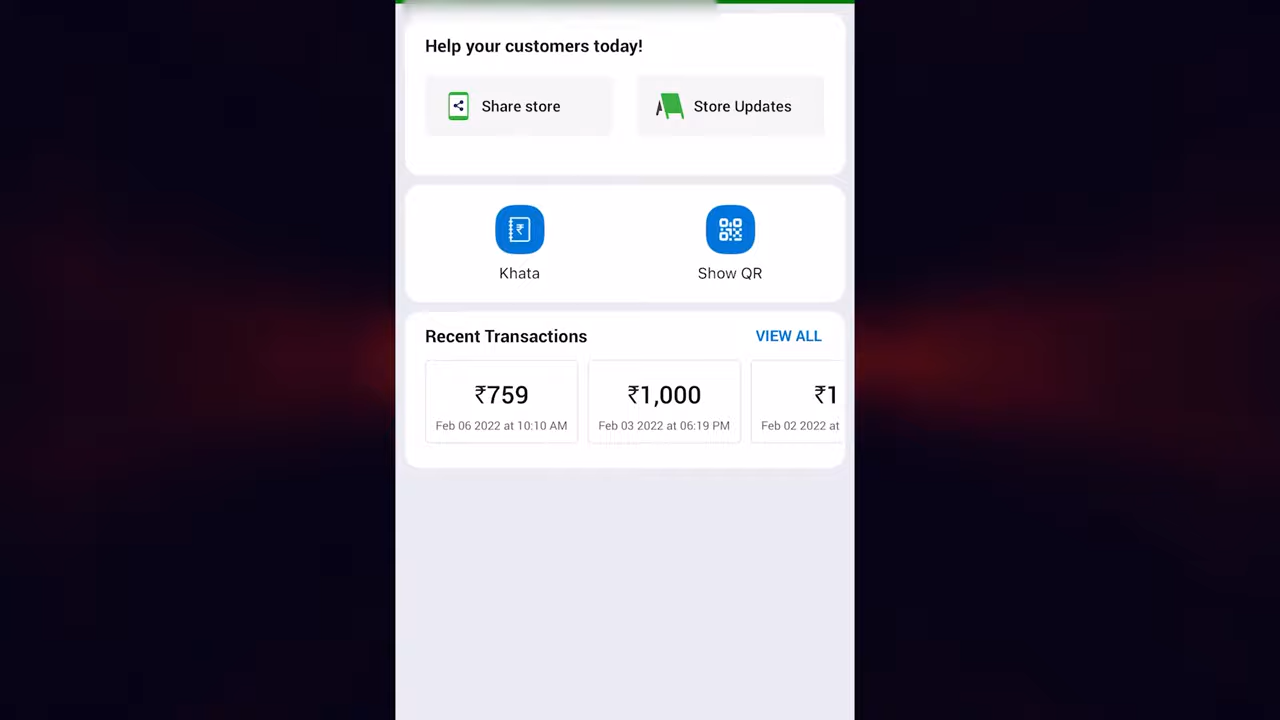 Help your customers today!
Share store
Store Updates
Khata
Show QR
Recent Transactions
VIEW ALL
₹759
₹1,000
₹1
Feb 06 2022 at 10:10 AM
Feb 03 2022 at 06:19 PM
Feb 02 2022 at